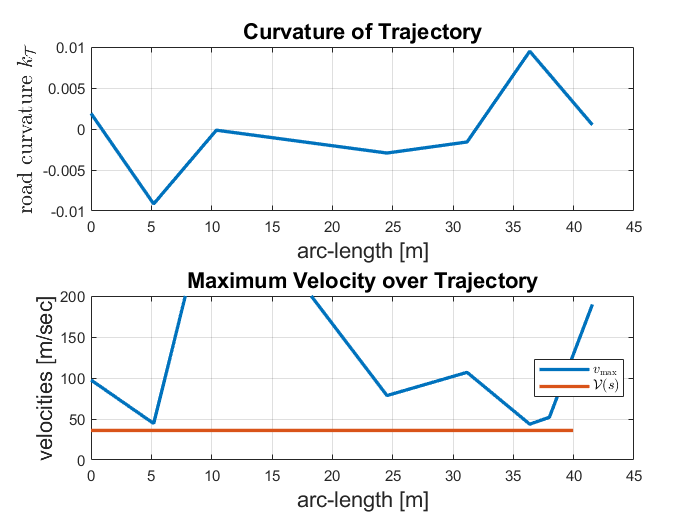 Curvature of Trajectory
road curvature k𝒯
0.01
0.005
0
-0.005
-0.01
0 5 10 15 20 25 30 35 40 45
arc-length [m]
Maximum Velocity over Trajectory
velocities [m/sec]
200
150
100
50
0
vmax
𝒱(s)
0 5 10 15 20 25 30 35 40 45
arc-length [m]